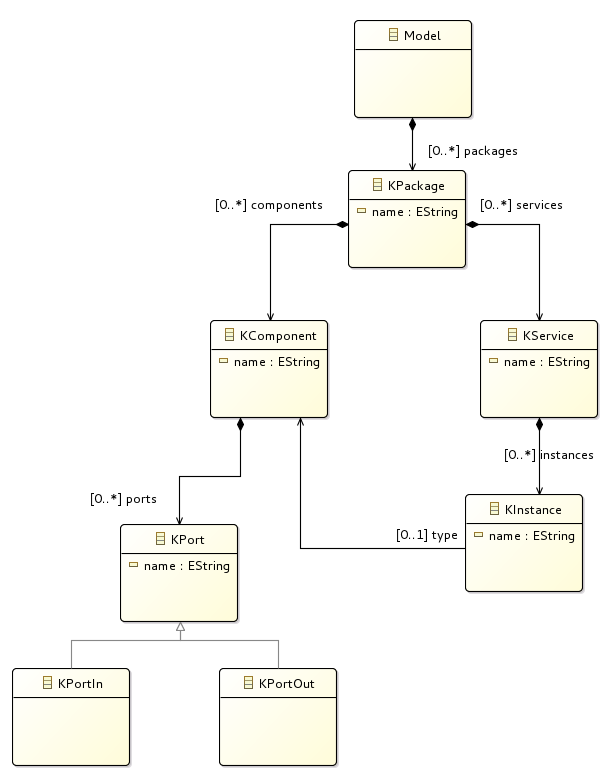 Model
[0..*] packages
KPackage
name : EString
[0..*] components
[0..*] services
KComponent
name : EString
KService
name : EString
[0..*] instances
[0..*] ports
KInstance
name : EString
[0..1] type
KPort
name : EString
KPortIn
KPortOut